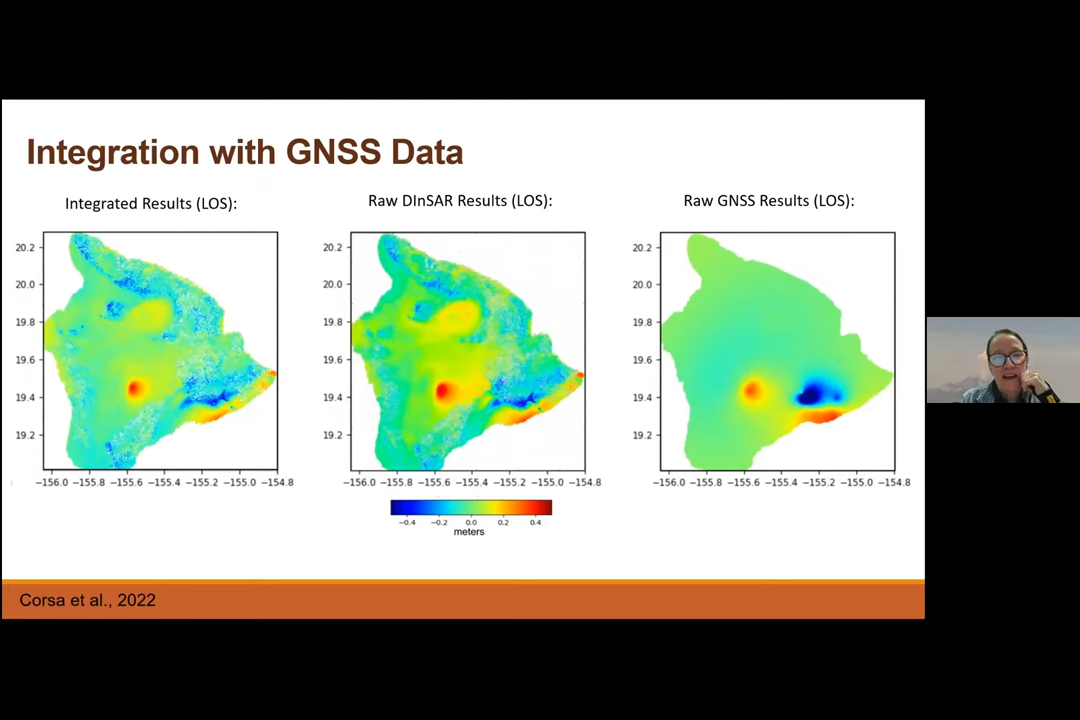 Integration with GNSS Data
Integrated Results (LOS):
Raw DInSAR Results (LOS):
Raw GNSS Results (LOS):
20.2
20.0
19.8
19.6
19.4
19.2
−156.0 −155.8 −155.6 −155.4 −155.2 −155.0 −154.8
20.2
20.0
19.8
19.6
19.4
19.2
−156.0 −155.8 −155.6 −155.4 −155.2 −155.0 −154.8
20.2
20.0
19.8
19.6
19.4
19.2
−156.0 −155.8 −155.6 −155.4 −155.2 −155.0 −154.8
−0.4 −0.2 0.0 0.2 0.4
meters
Corsa et al., 2022